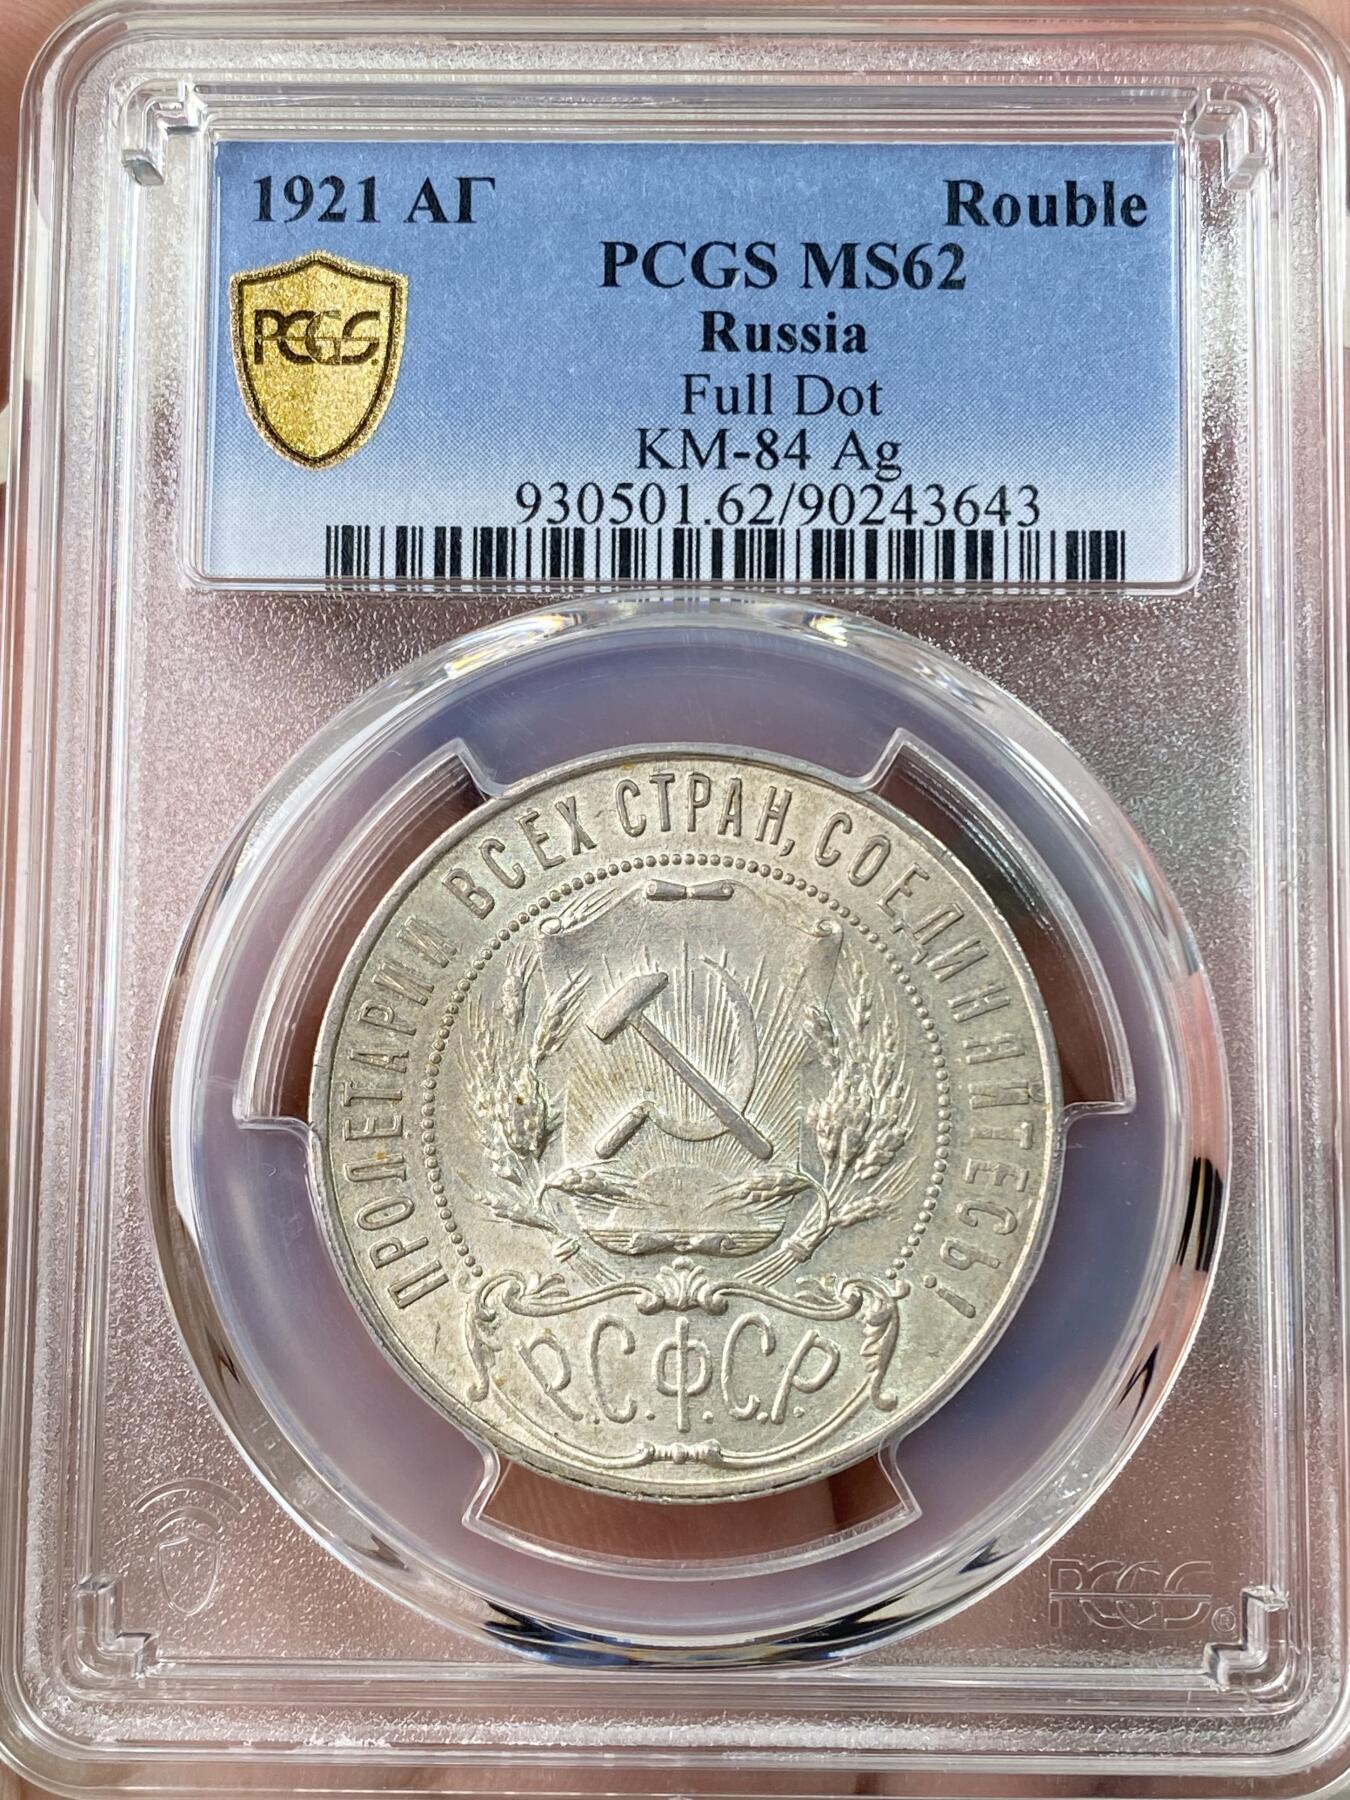 1921 АГ Rouble
PCGS MS62
Russia
PCGS
Full Dot
KM-84 Ag
930501.62/90243643
ПРОЛЕТАРИИ ВСЕХ СТРАН, СОЕДИНЯЙТЕСЬ!
Р.С.Ф.С.Р.
PCGS